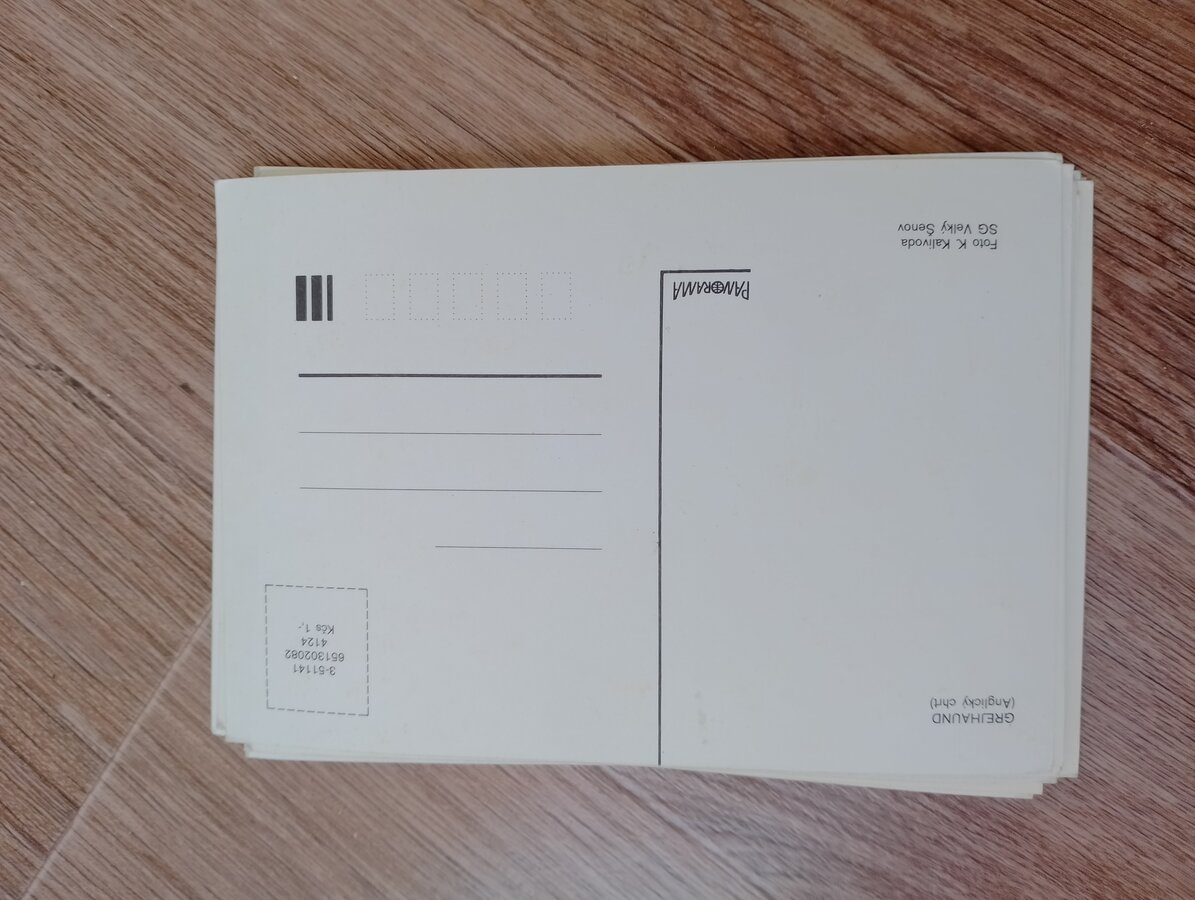 GREJHAUND
(Anglický chrt)
3-51141
651302082
4124
Kčs 1,-
PANORAMA
Foto K. Kalivoda
SG Velký Šenov